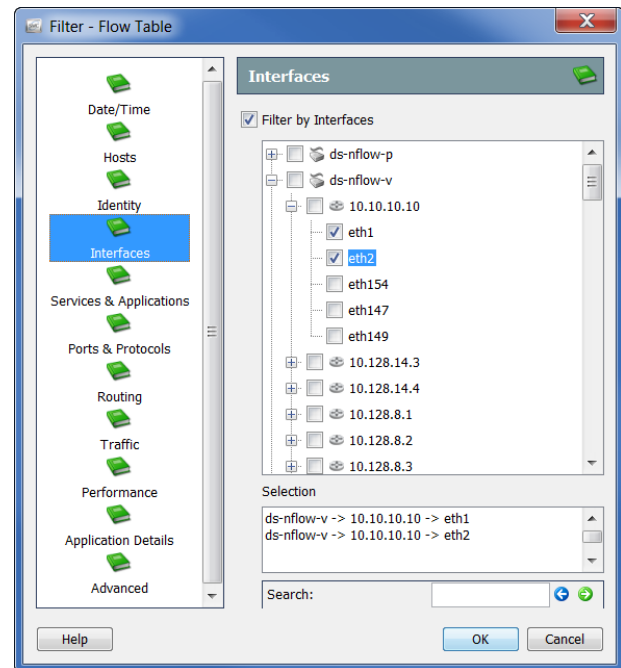 Filter - Flow Table
Date/Time
Hosts
Identity
Interfaces
Services & Applications
Ports & Protocols
Routing
Traffic
Performance
Application Details
Advanced
Interfaces
Filter by Interfaces
ds-nflow-p
ds-nflow-v
10.10.10.10
eth1
eth2
eth154
eth147
eth149
10.128.14.3
10.128.14.4
10.128.8.1
10.128.8.2
10.128.8.3
Selection
ds-nflow-v -> 10.10.10.10 -> eth1
ds-nflow-v -> 10.10.10.10 -> eth2
Search:
Help
OK
Cancel